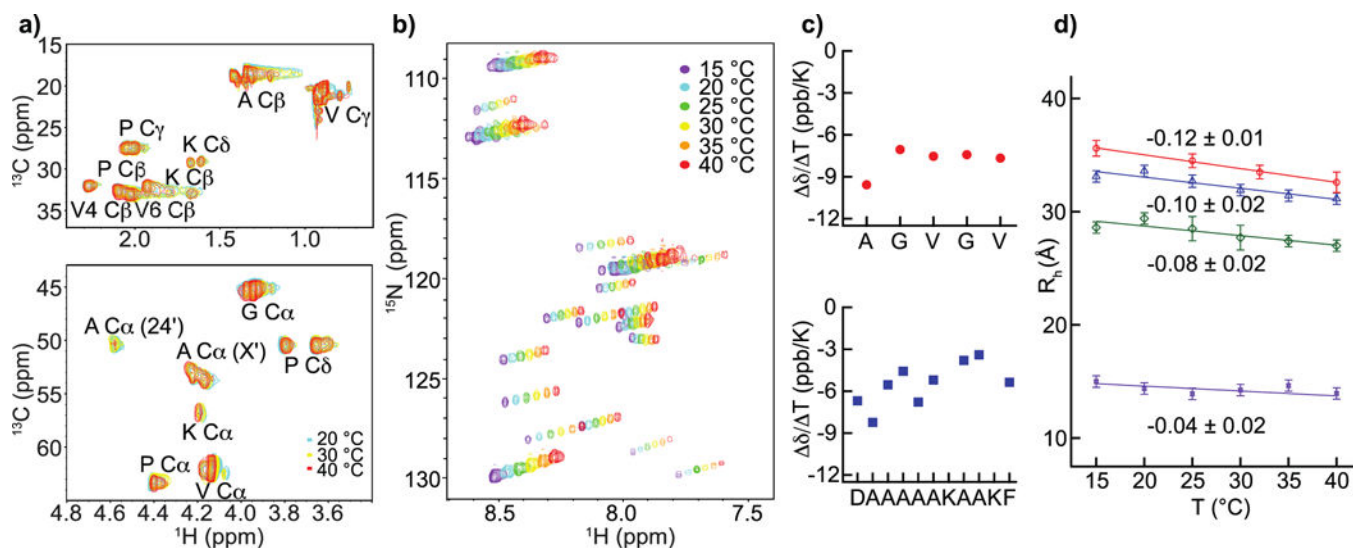 a)
15
20
25
30
35
¹³C (ppm)
A Cβ
V Cγ
P Cγ
K Cδ
P Cβ
K Cβ
V4 Cβ
V6 Cβ
2.0
1.6
1.2
0.8
45
50
55
60
¹³C (ppm)
G Cα
A Cα (24')
A Cα (X')
P Cδ
K Cα
P Cα
V Cα
20 °C
30 °C
40 °C
4.8
4.4
4.0
3.6
¹H (ppm)
b)
110
115
120
125
130
¹⁵N (ppm)
15 °C
20 °C
25 °C
30 °C
35 °C
40 °C
8.5
8.0
7.5
¹H (ppm)
c)
0
-3
-6
-9
-12
Δδ/ΔT (ppb/K)
A G V G V
0
-3
-6
-9
-12
Δδ/ΔT (ppb/K)
DAAAAAKAAKF
d)
40
30
20
10
Rₕ(Å)
-0.12 ± 0.01
-0.10 ± 0.02
-0.08 ± 0.02
-0.04 ± 0.02
15 20 25 30 35 40
T (°C)